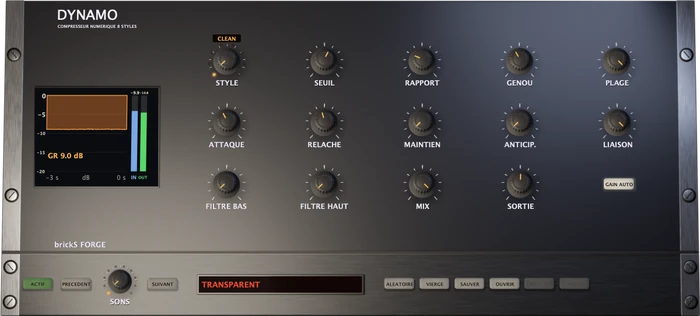 DYNAMO
COMPRESSEUR NUMERIQUE 8 STYLES
CLEAN
STYLE
SEUIL
RAPPORT
GENOU
PLAGE
0
-5
-10
-15
-20
GR 9.0 dB
-3 s
dB
0 s
IN
OUT
ATTAQUE
RELACHE
MAINTIEN
ANTICIP.
LIAISON
FILTRE BAS
FILTRE HAUT
MIX
SORTIE
GAIN AUTO
brickS FORGE
ACTIF
PRECEDENT
SONS
SUIVANT
TRANSPARENT
ALEATOIRE
VIERGE
SAUVER
OUVRIR